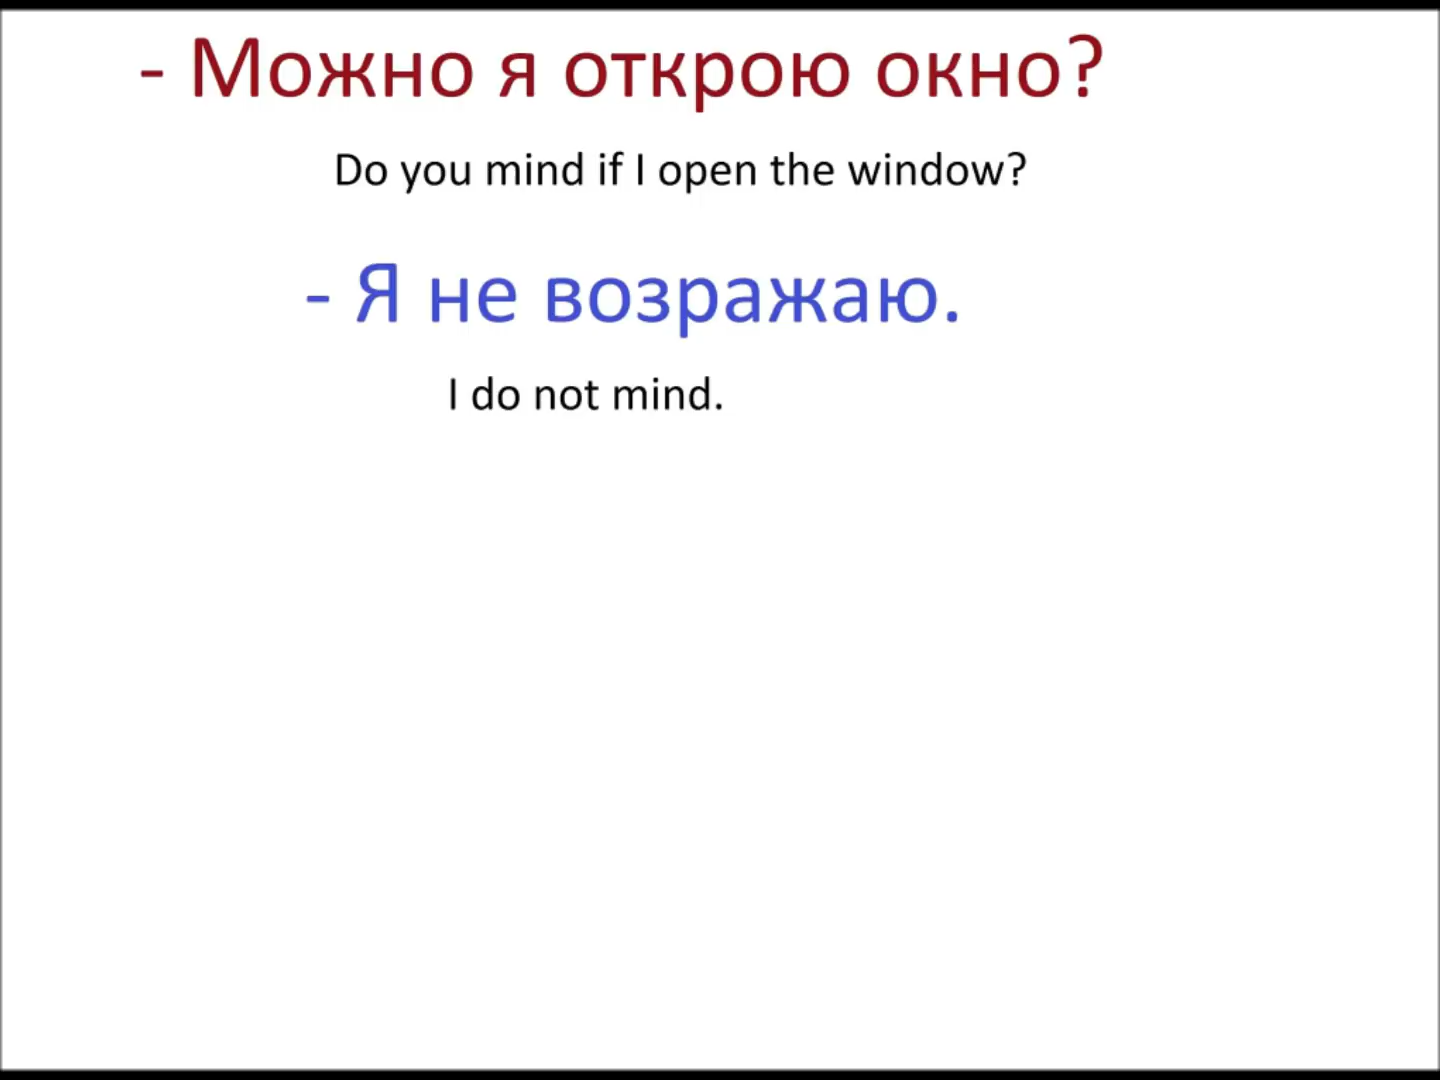 - Можно я открою окно?
Do you mind if I open the window?
- Я не возражаю.
I do not mind.